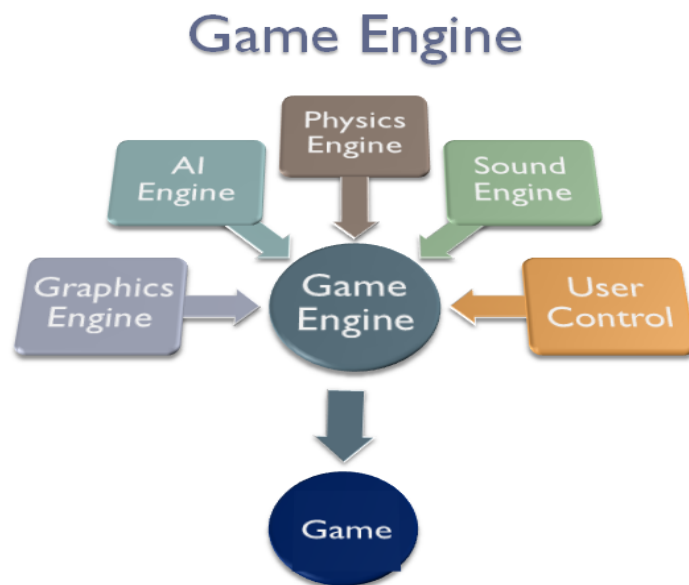 Game Engine
Physics
Engine
AI
Engine
Sound
Engine
Graphics
Engine
Game
Engine
User
Control
Game